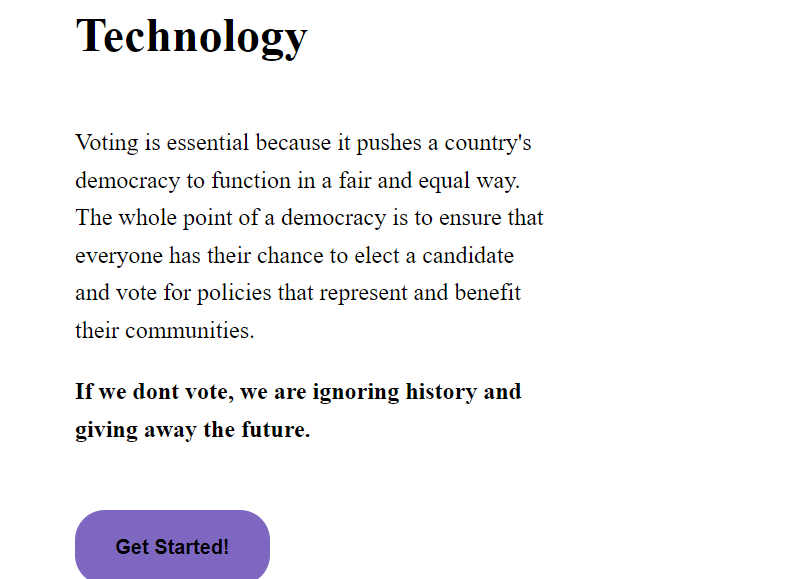 Technology
Voting is essential because it pushes a country's
democracy to function in a fair and equal way.
The whole point of a democracy is to ensure that
everyone has their chance to elect a candidate
and vote for policies that represent and benefit
their communities.
If we dont vote, we are ignoring history and
giving away the future.
Get Started!